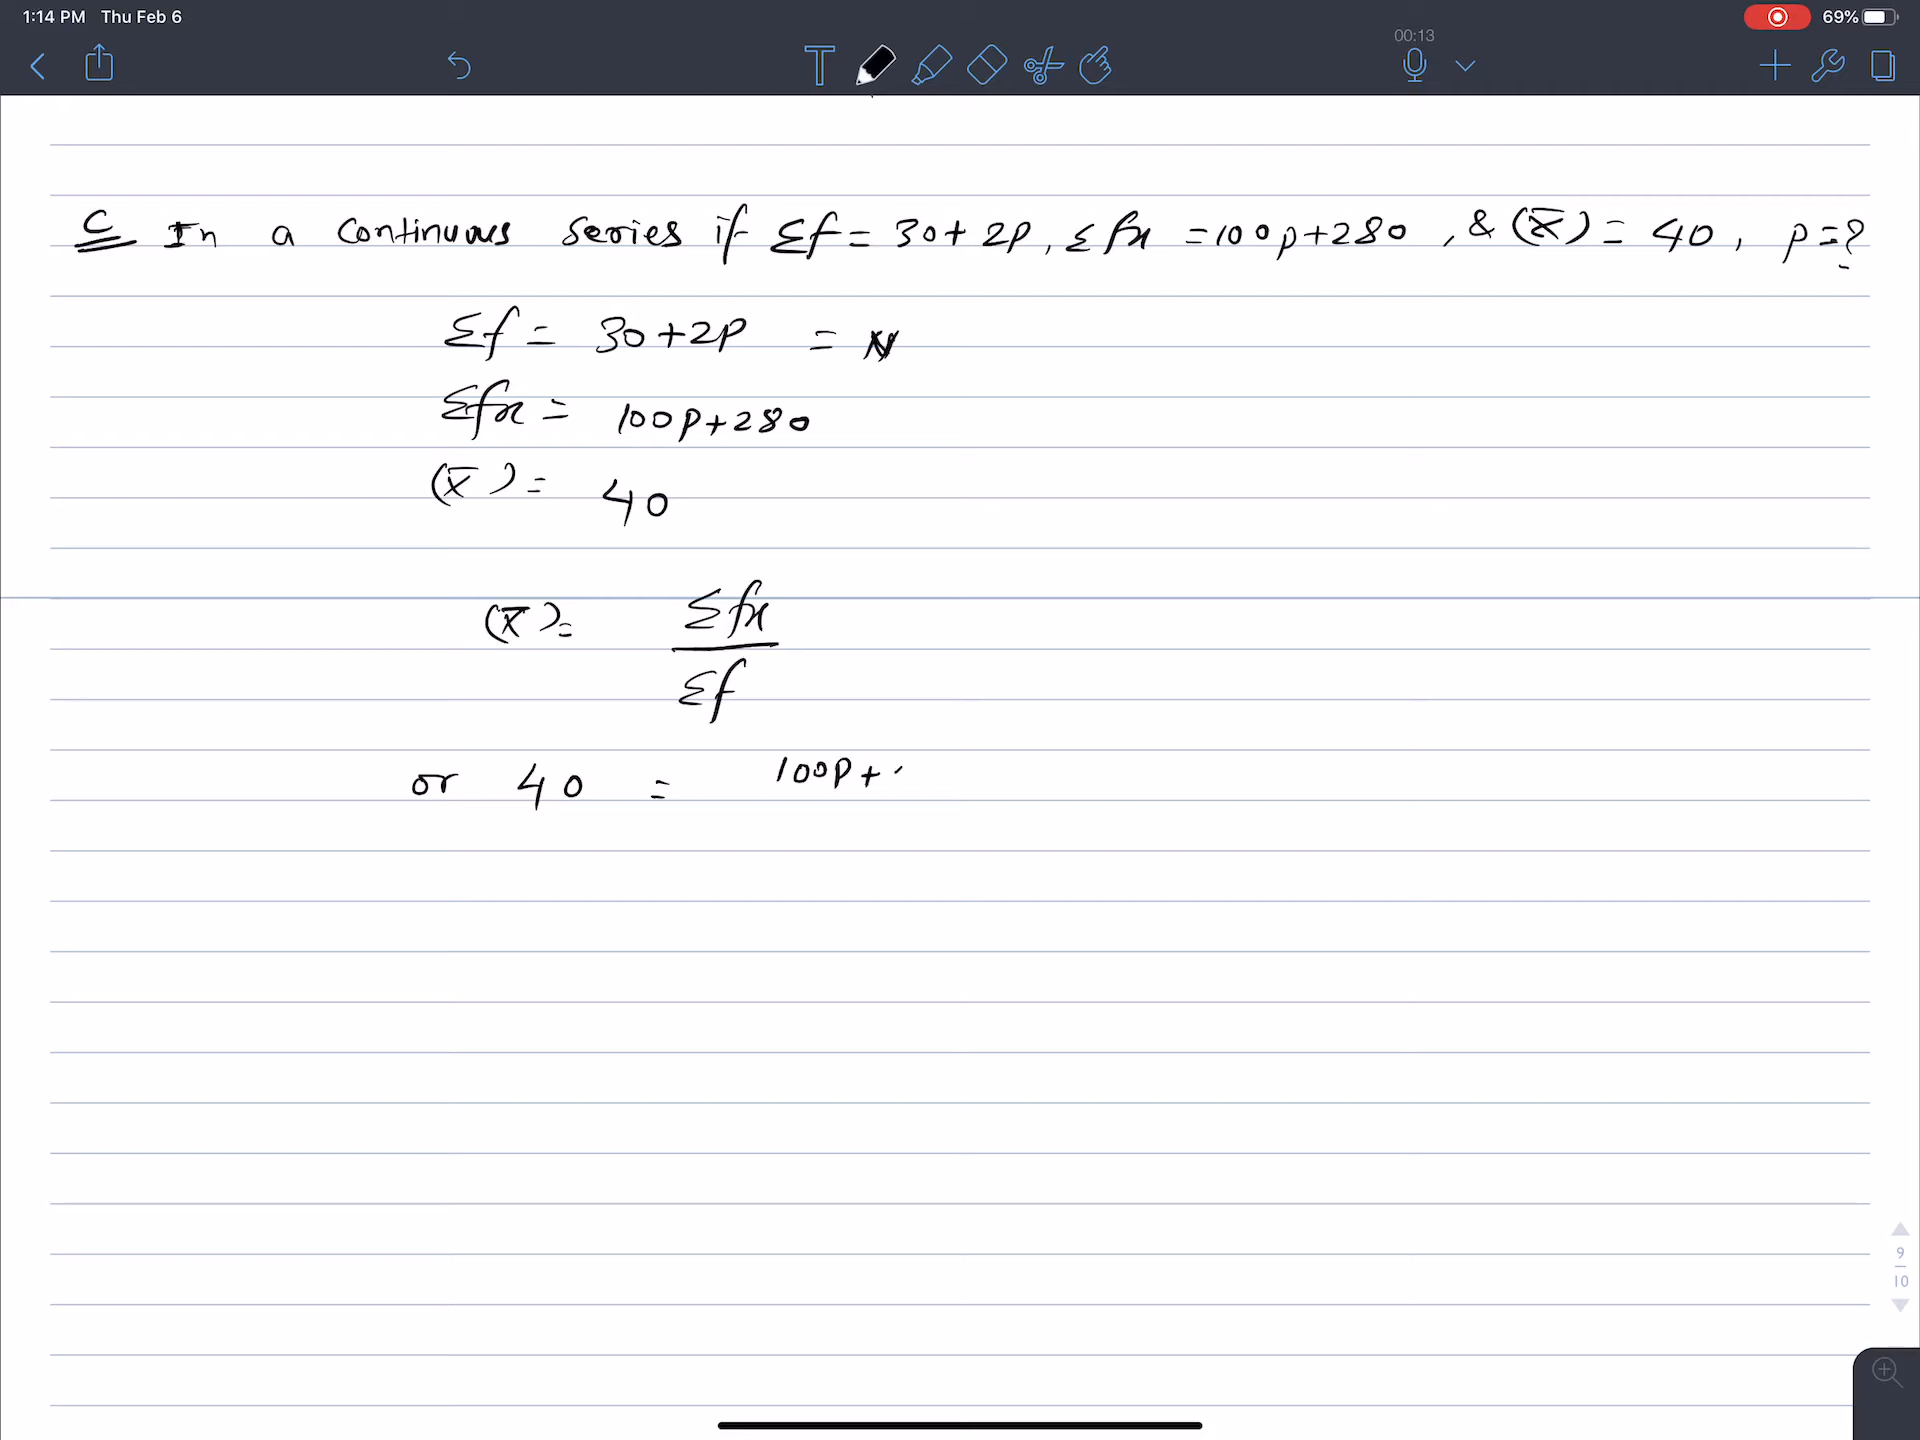 1:14 PM Thu Feb 6
69%
00:13
C In a continuous series if Σf = 30+2p, Σfx = 100p+280, & (x̄) = 40, p=?
Σf = 30+2P = N
Σfx = 100P+280
(x̄) = 40
(x̄) = Σfx
Σf
or 40 = 100P+
9
10